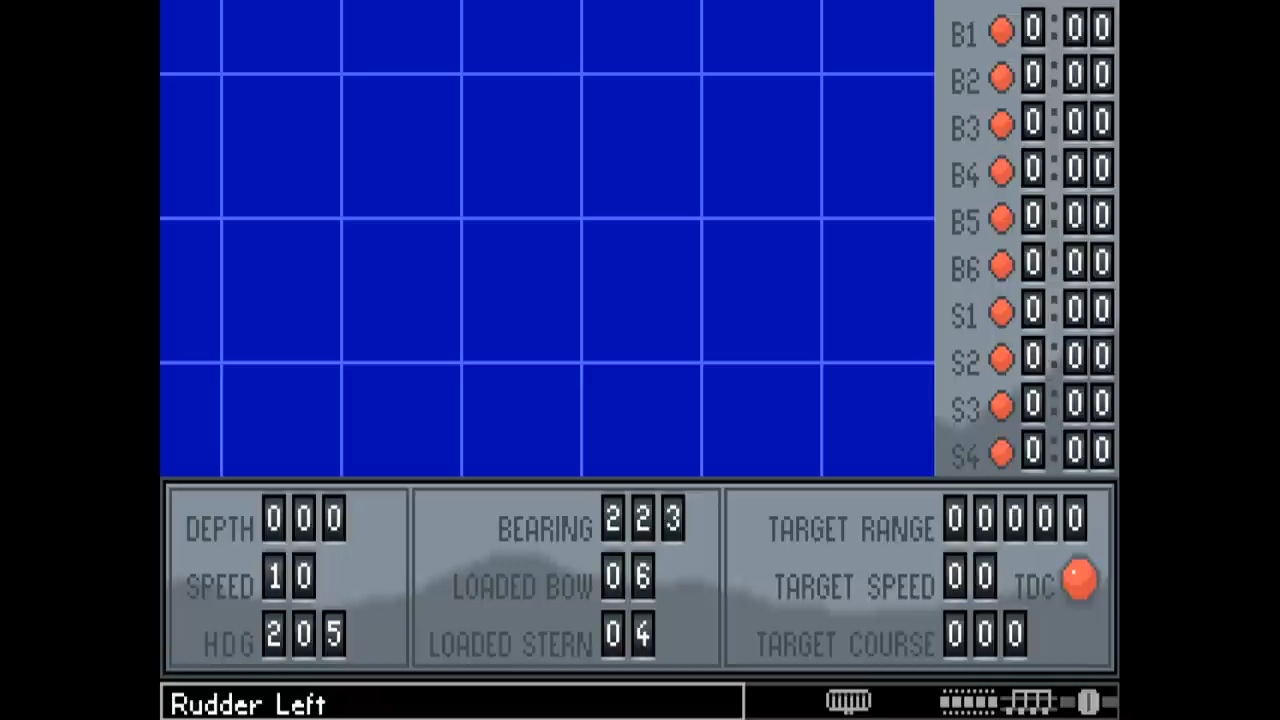 B1 0:00
B2 0:00
B3 0:00
B4 0:00
B5 0:00
B6 0:00
S1 0:00
S2 0:00
S3 0:00
S4 0:00
DEPTH 000 BEARING 223 TARGET RANGE 00000
SPEED 10 LOADED BOW 06 TARGET SPEED 00 TDC
HDG 205 LOADED STERN 04 TARGET COURSE 000
Rudder Left